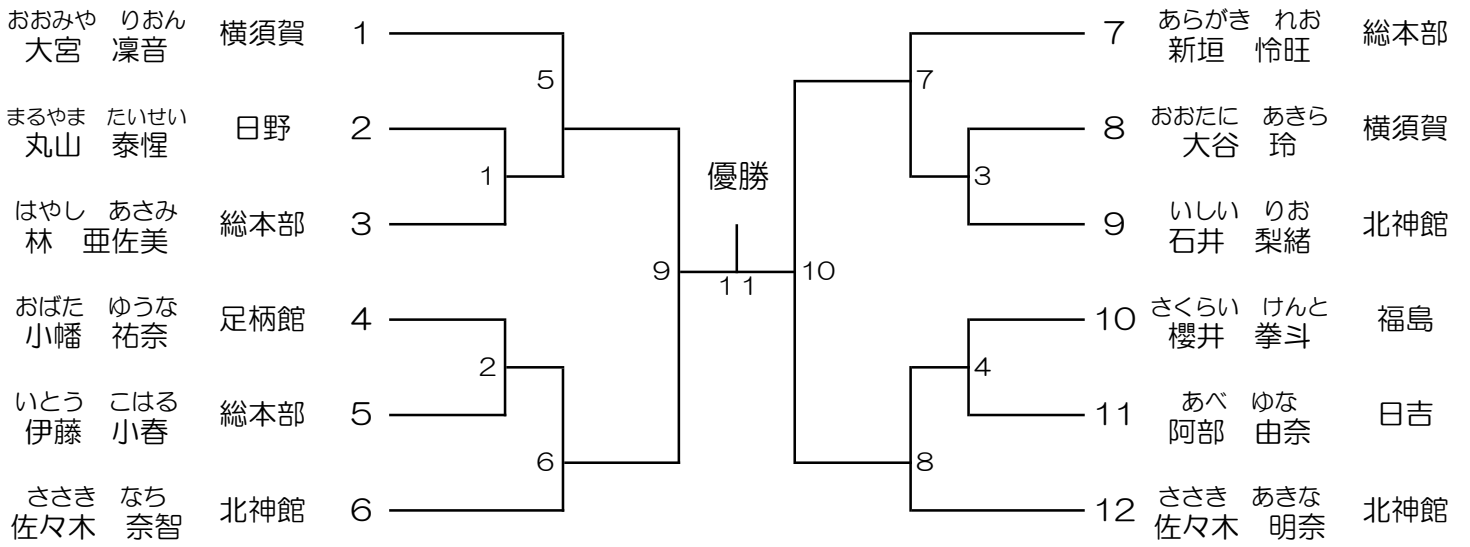 おおみや　りおん
大宮　凜音　横須賀　1
5
まるやま　たいせい
丸山　泰惺　日野　2
1
はやし　あさみ
林　亜佐美　総本部　3
9
おばた　ゆうな
小幡　祐奈　足柄館　4
2
いとう　こはる
伊藤　小春　総本部　5
6
ささき　なち
佐々木　奈智　北神館　6
優勝
11
7　あらがき　れお
新垣　怜旺　総本部
7
8　おおたに　あきら
大谷　玲　横須賀
3
9　いしい　りお
石井　梨緒　北神館
10
10　さくらい　けんと
櫻井　拳斗　福島
4
11　あべ　ゆな
阿部　由奈　日吉
8
12　ささき　あきな
佐々木　明奈　北神館